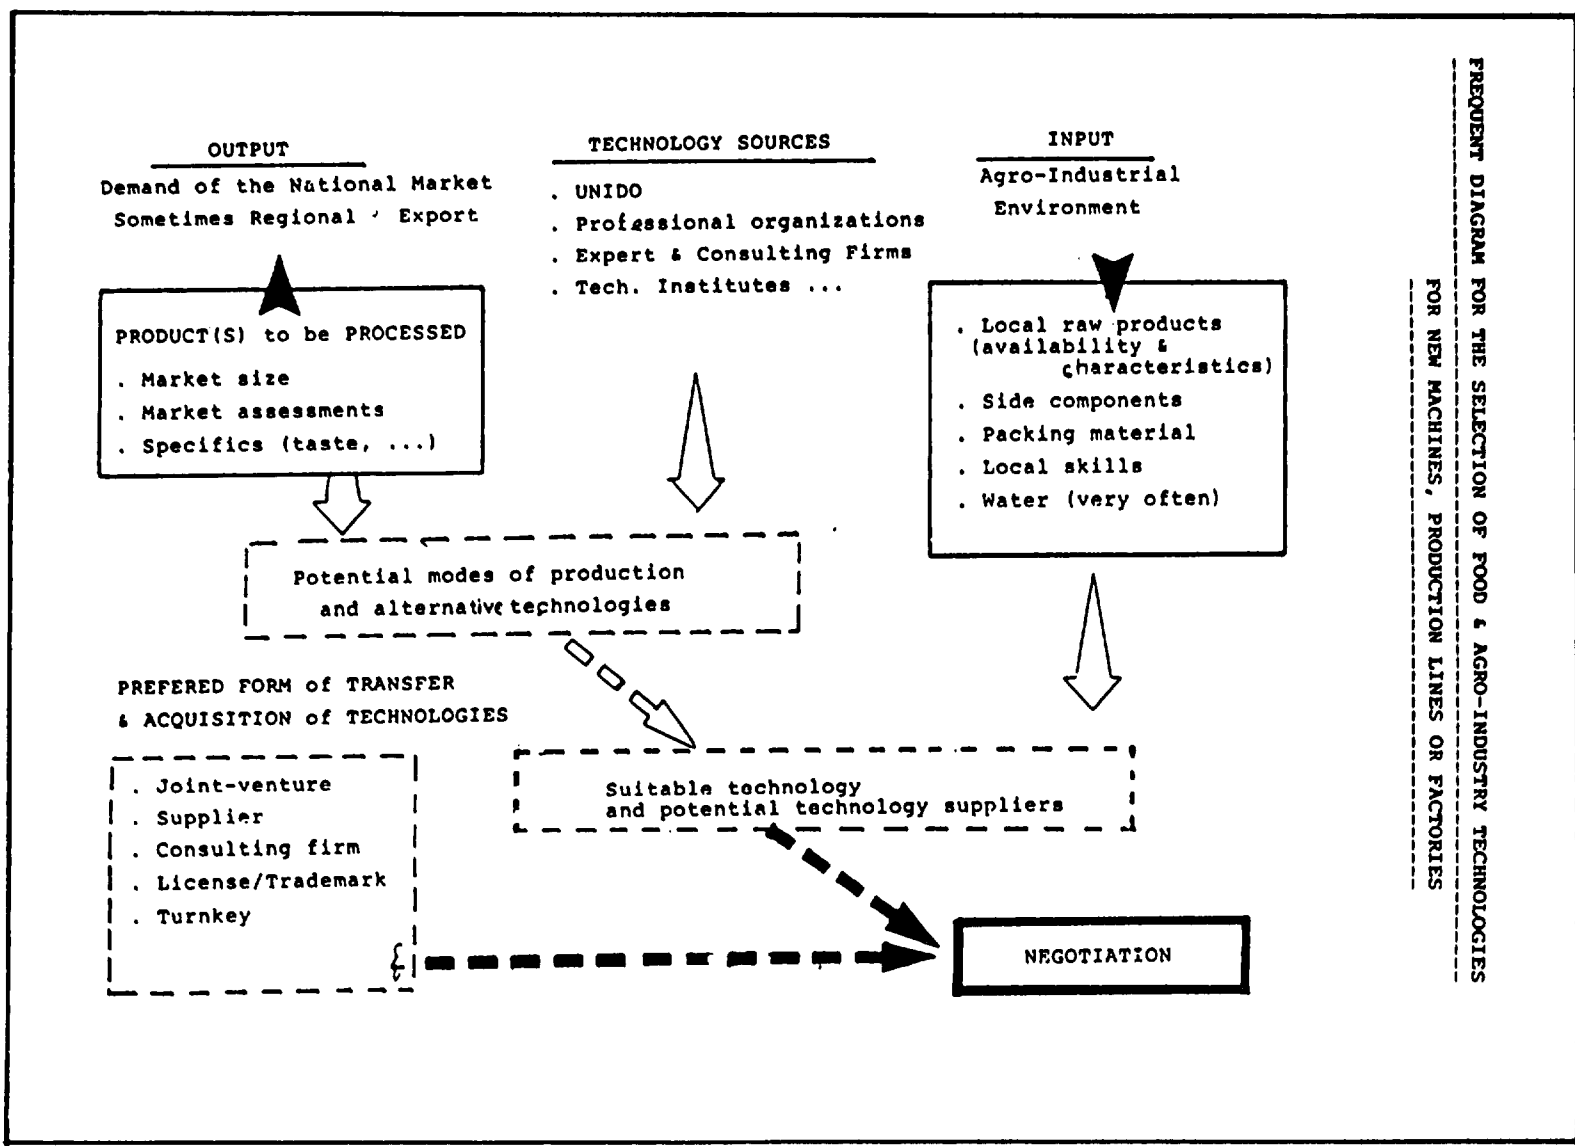 FREQUENT DIAGRAM FOR THE SELECTION OF FOOD & AGRO-INDUSTRY TECHNOLOGIES
FOR NEW MACHINES, PRODUCTION LINES OR FACTORIES
OUTPUT
Demand of the National Market
Sometimes Regional Export
PRODUCT(S) to be PROCESSED
. Market size
. Market assessments
. Specifics (taste, ...)
TECHNOLOGY SOURCES
. UNIDO
. Professional organizations
. Expert & Consulting Firms
. Tech. Institutes ...
INPUT
Agro-Industrial
Environment
. Local raw products
(availability &
characteristics)
. Side components
. Packing material
. Local skills
. Water (very often)
Potential modes of production
and alternative technologies
PREFERED FORM of TRANSFER
& ACQUISITION of TECHNOLOGIES
. Joint-venture
. Supplier
. Consulting firm
. License/Trademark
. Turnkey
Suitable technology
and potential technology suppliers
NEGOTIATION